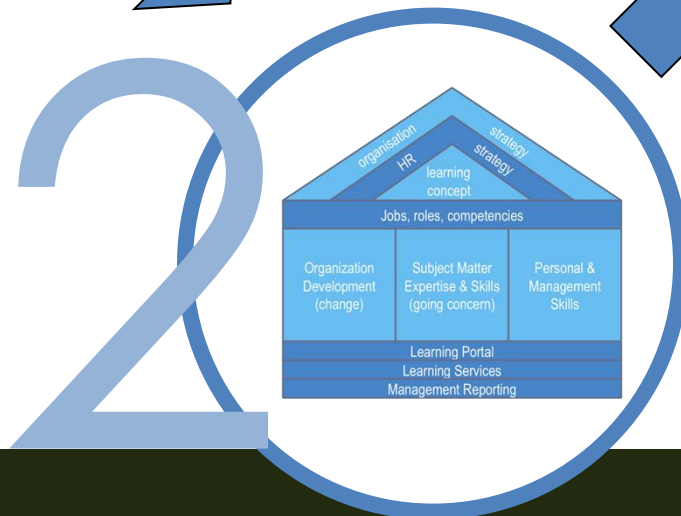 2
organisation strategy
HR strategy
learning
concept
Jobs, roles, competencies
Organization
Development
(change)
Subject Matter
Expertise & Skills
(going concern)
Personal &
Management
Skills
Learning Portal
Learning Services
Management Reporting